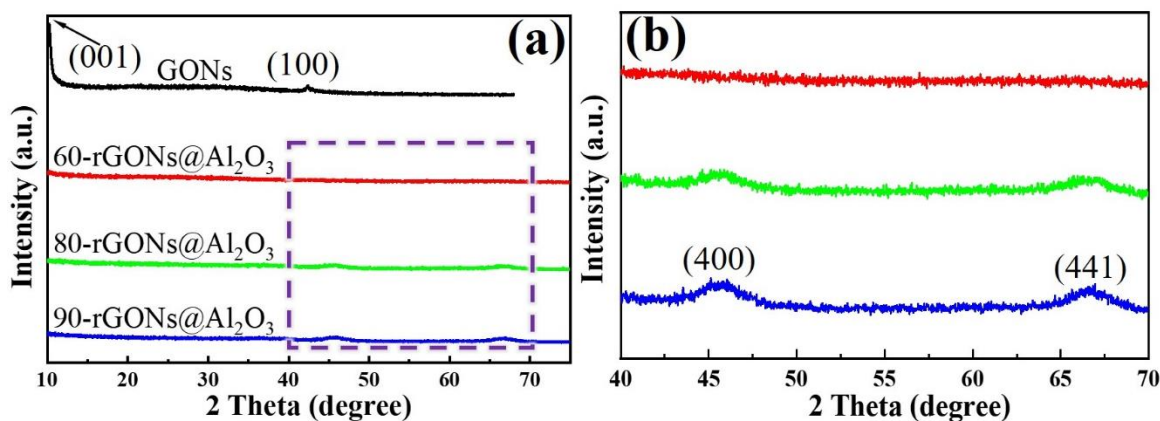 (a)
(001)
GONs
(100)
60-rGONs@Al₂O₃
80-rGONs@Al₂O₃
90-rGONs@Al₂O₃
Intensity (a.u.)
10 20 30 40 50 60 70
2 Theta (degree)
(b)
(400)
(441)
Intensity (a.u.)
40 45 50 55 60 65 70
2 Theta (degree)